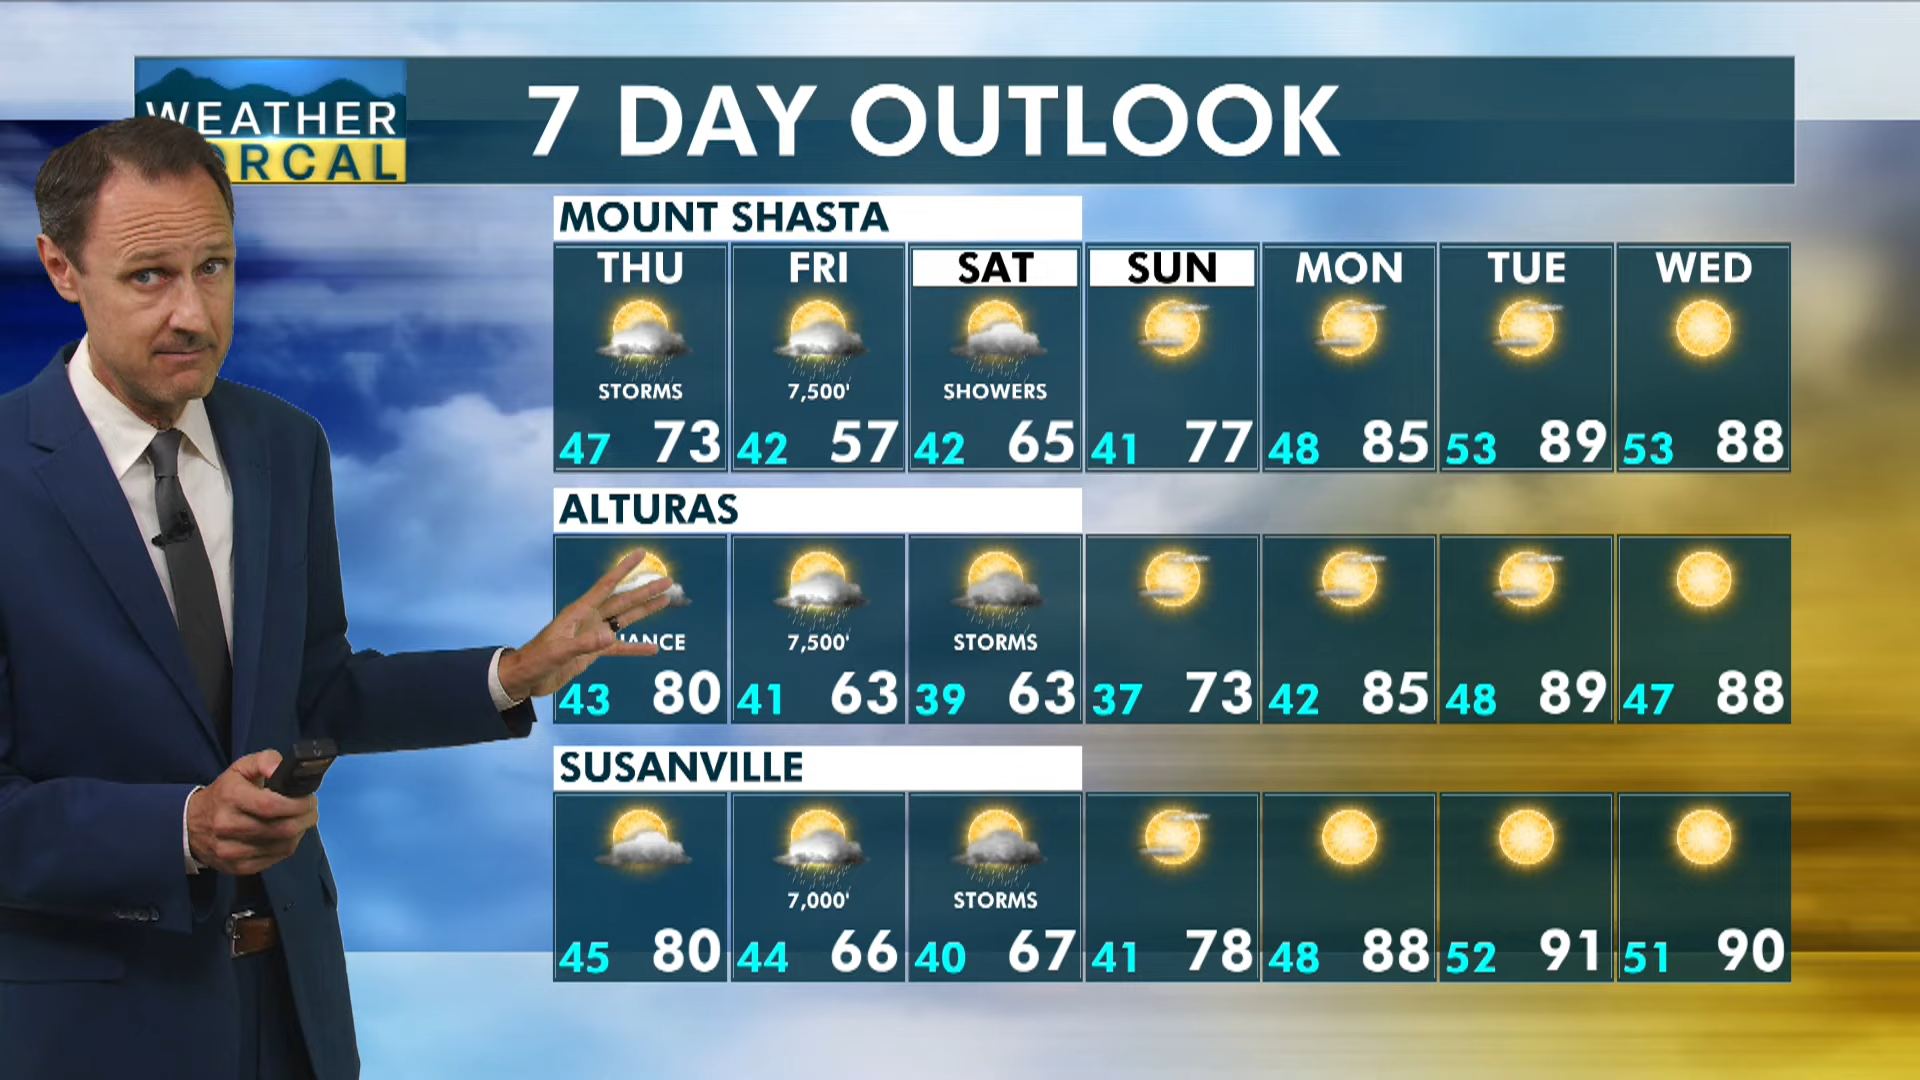 WEATHER
7 DAY OUTLOOK
MOUNT SHASTA
THU FRI SAT SUN MON TUE WED
STORMS 7,500' SHOWERS
47 73 42 57 42 65 41 77 48 85 53 89 53 88
ALTURAS
7,500' STORMS
43 80 41 63 39 63 37 73 42 85 48 89 47 88
SUSANVILLE
7,000' STORMS
45 80 44 66 40 67 41 78 48 88 52 91 51 90